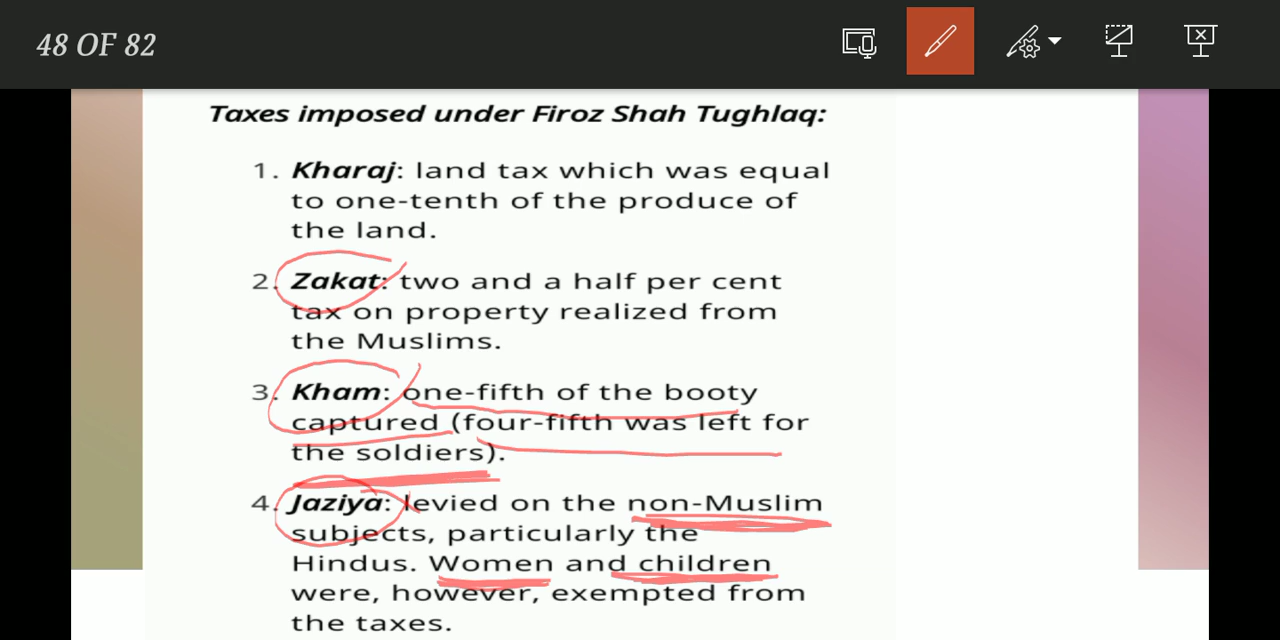 48 OF 82
Taxes imposed under Firoz Shah Tughlaq:
1. Kharaj: land tax which was equal
to one-tenth of the produce of
the land.
2. Zakat: two and a half per cent
tax on property realized from
the Muslims.
3. Kham: one-fifth of the booty
captured (four-fifth was left for
the soldiers).
4. Jaziya: levied on the non-Muslim
subjects, particularly the
Hindus. Women and children
were, however, exempted from
the taxes.